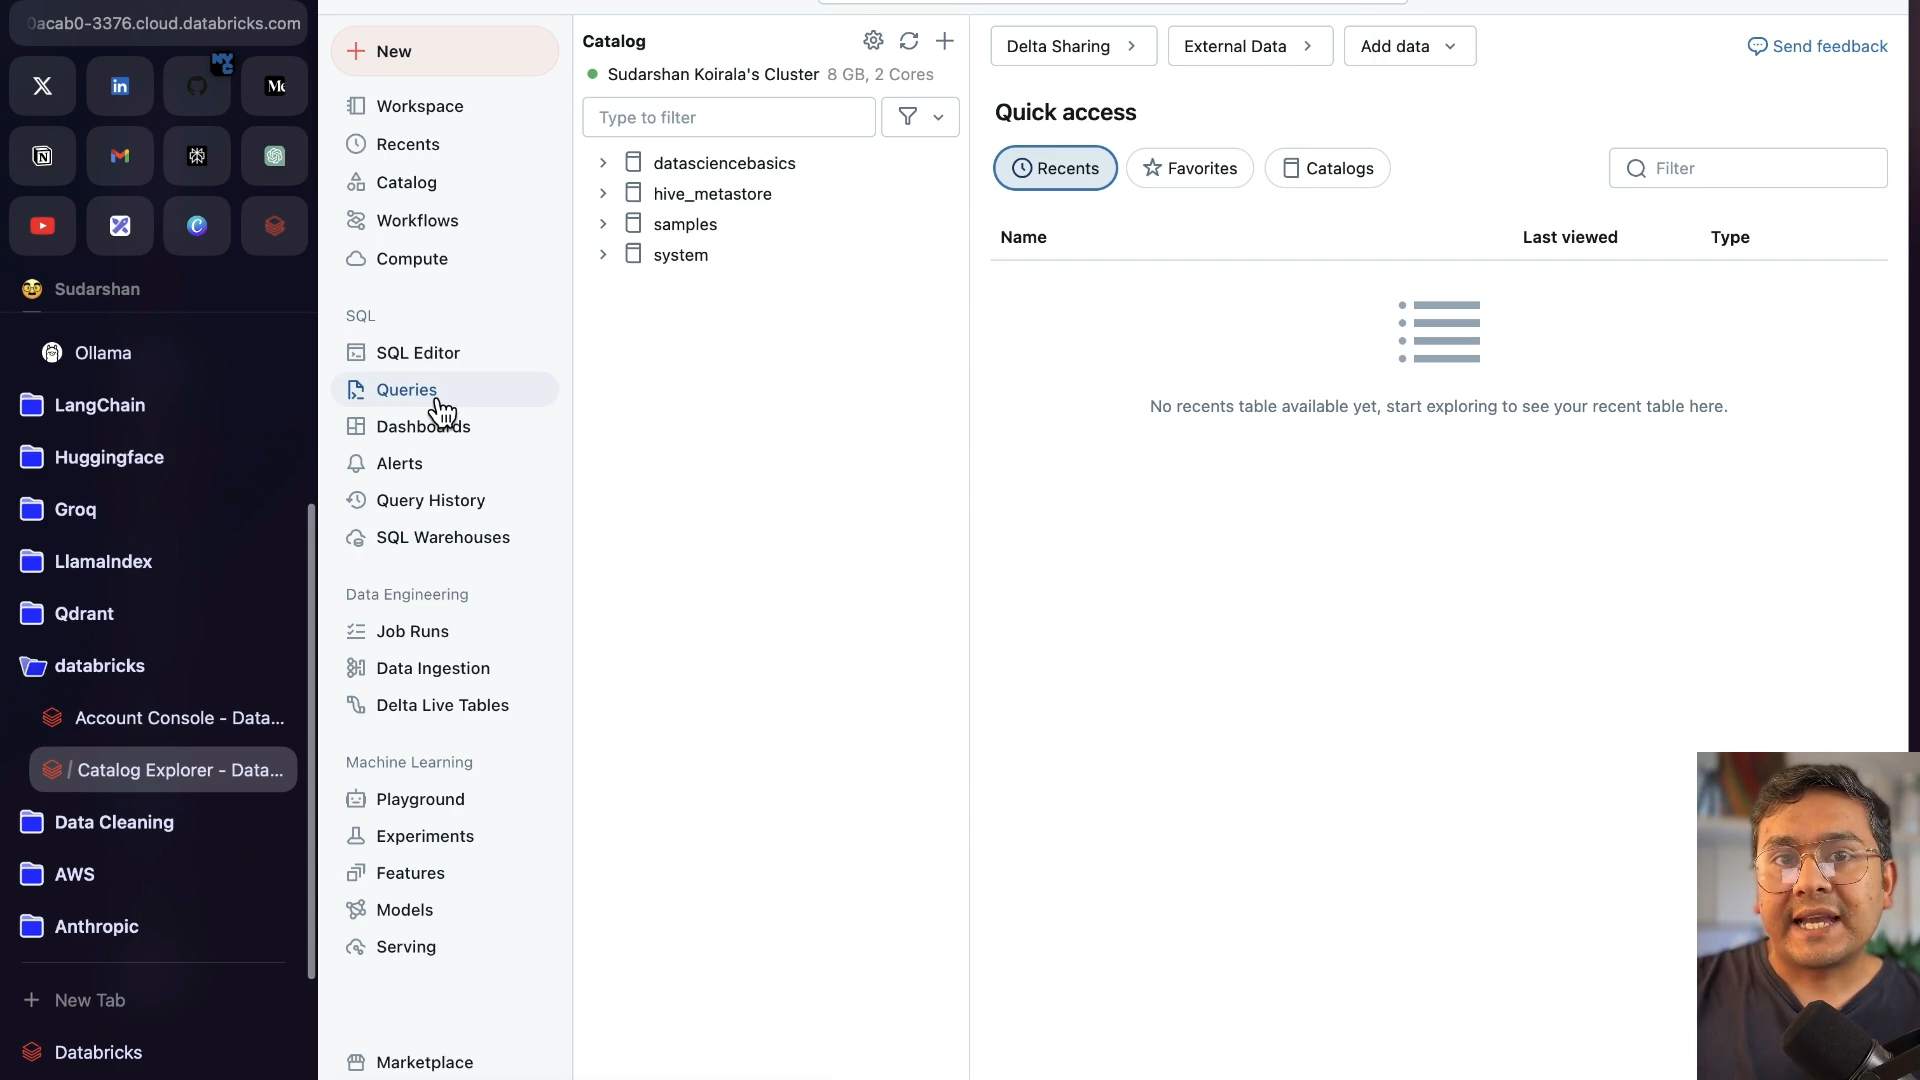 0acab0-3376.cloud.databricks.com
NYC
X
in
Me
N
C
Sudarshan
Ollama
LangChain
Huggingface
Groq
LlamaIndex
Qdrant
databricks
Account Console - Data...
/ Catalog Explorer - Data...
Data Cleaning
AWS
Anthropic
New Tab
Databricks
New
Workspace
Recents
Catalog
Workflows
Compute
SQL
SQL Editor
Queries
Dashboards
Alerts
Query History
SQL Warehouses
Data Engineering
Job Runs
Data Ingestion
Delta Live Tables
Machine Learning
Playground
Experiments
Features
Models
Serving
Marketplace
Catalog
Sudarshan Koirala's Cluster 8 GB, 2 Cores
Type to filter
datasciencebasics
hive_metastore
samples
system
Delta Sharing
External Data
Add data
Send feedback
Quick access
Recents
Favorites
Catalogs
Filter
Name Last viewed Type
No recents table available yet, start exploring to see your recent table here.